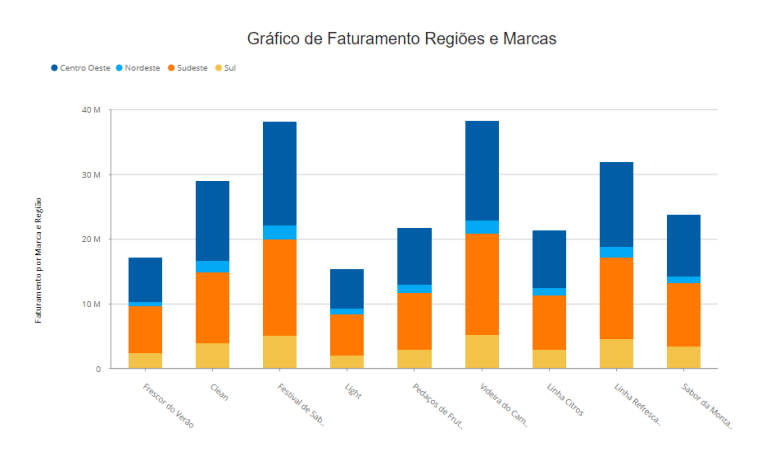 Gráfico de Faturamento Regiões e Marcas
Centro Oeste Nordeste Sudeste Sul
Faturamento por Marca e Região
40 M
30 M
20 M
10 M
0
Frescor do Verão
Clean
Festival de Sab..
Light
Pedaços de Frut..
Videira do Cam..
Linha Citros
Linha Refresca..
Sabor da Monta..